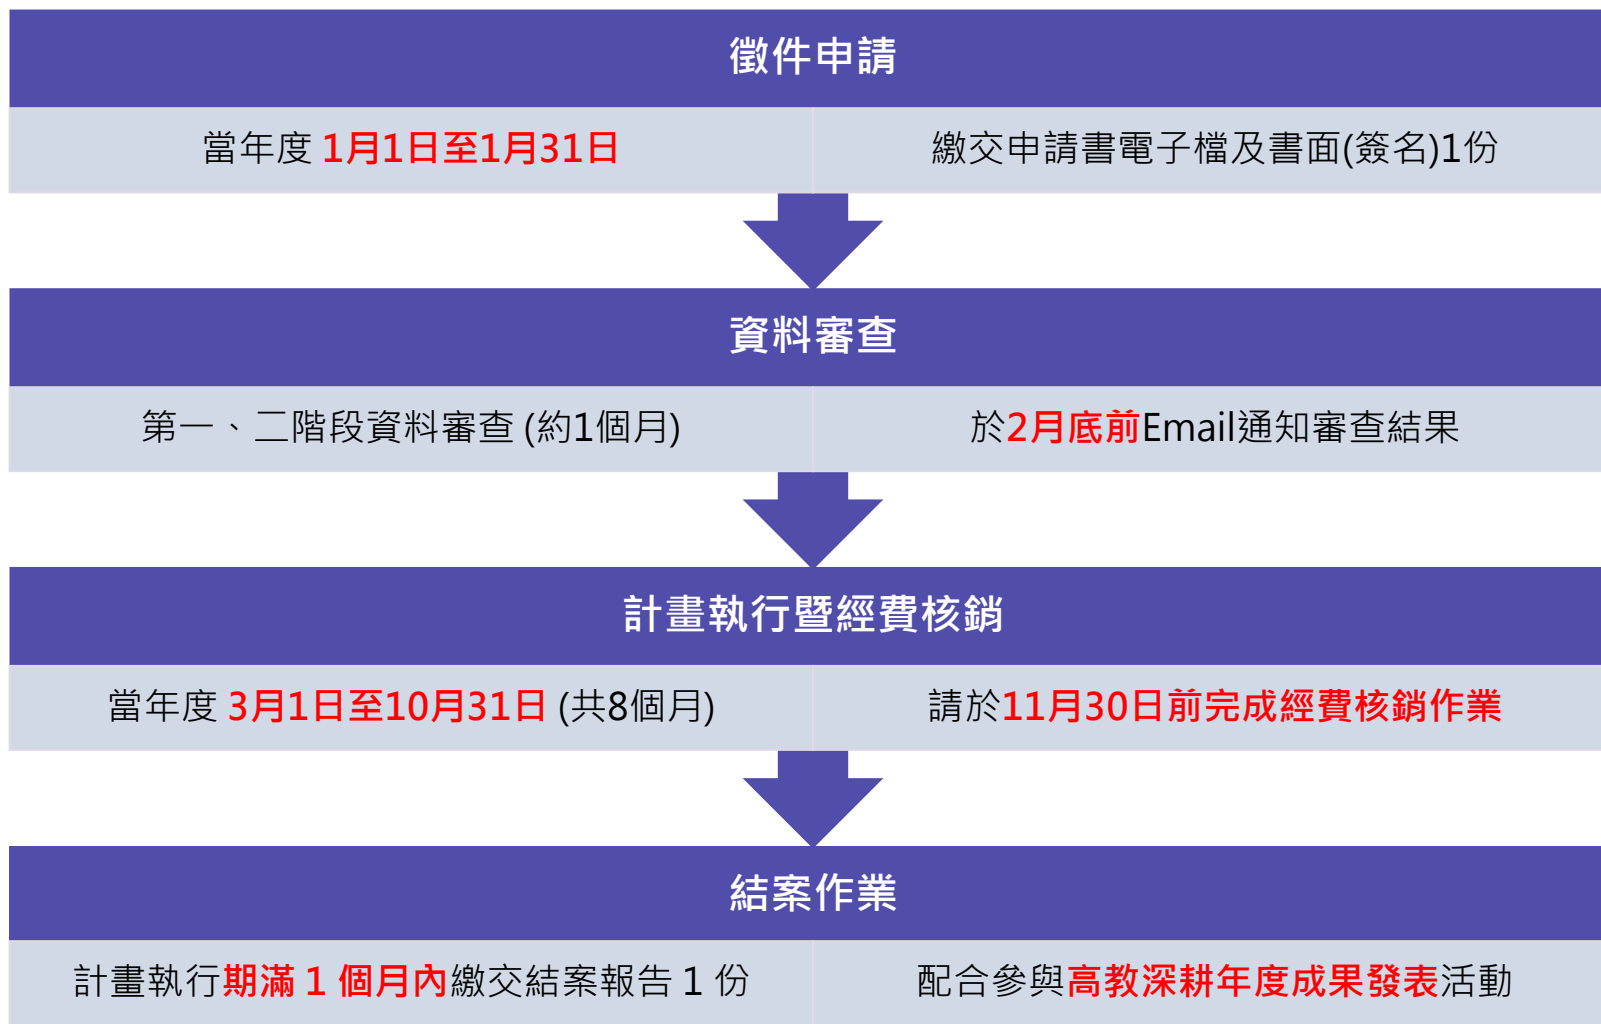 徵件申請
當年度 1月1日至1月31日
繳交申請書電子檔及書面(簽名)1份
資料審查
第一、二階段資料審查 (約1個月)
於2月底前Email通知審查結果
計畫執行暨經費核銷
當年度 3月1日至10月31日 (共8個月)
請於11月30日前完成經費核銷作業
結案作業
計畫執行期滿 1 個月內繳交結案報告 1 份
配合參與高教深耕年度成果發表活動